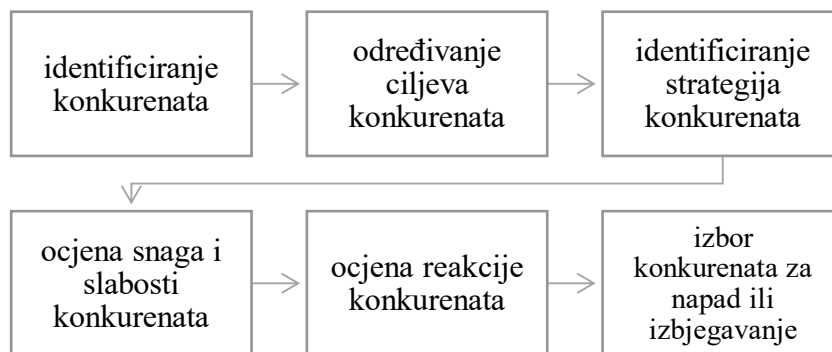 identificiranje
konkurenata
određivanje
ciljeva
konkurenata
identificiranje
strategija
konkurenata
ocjena snaga i
slabosti
konkurenata
ocjena reakcije
konkurenata
izbor
konkurenata za
napad ili
izbjegavanje